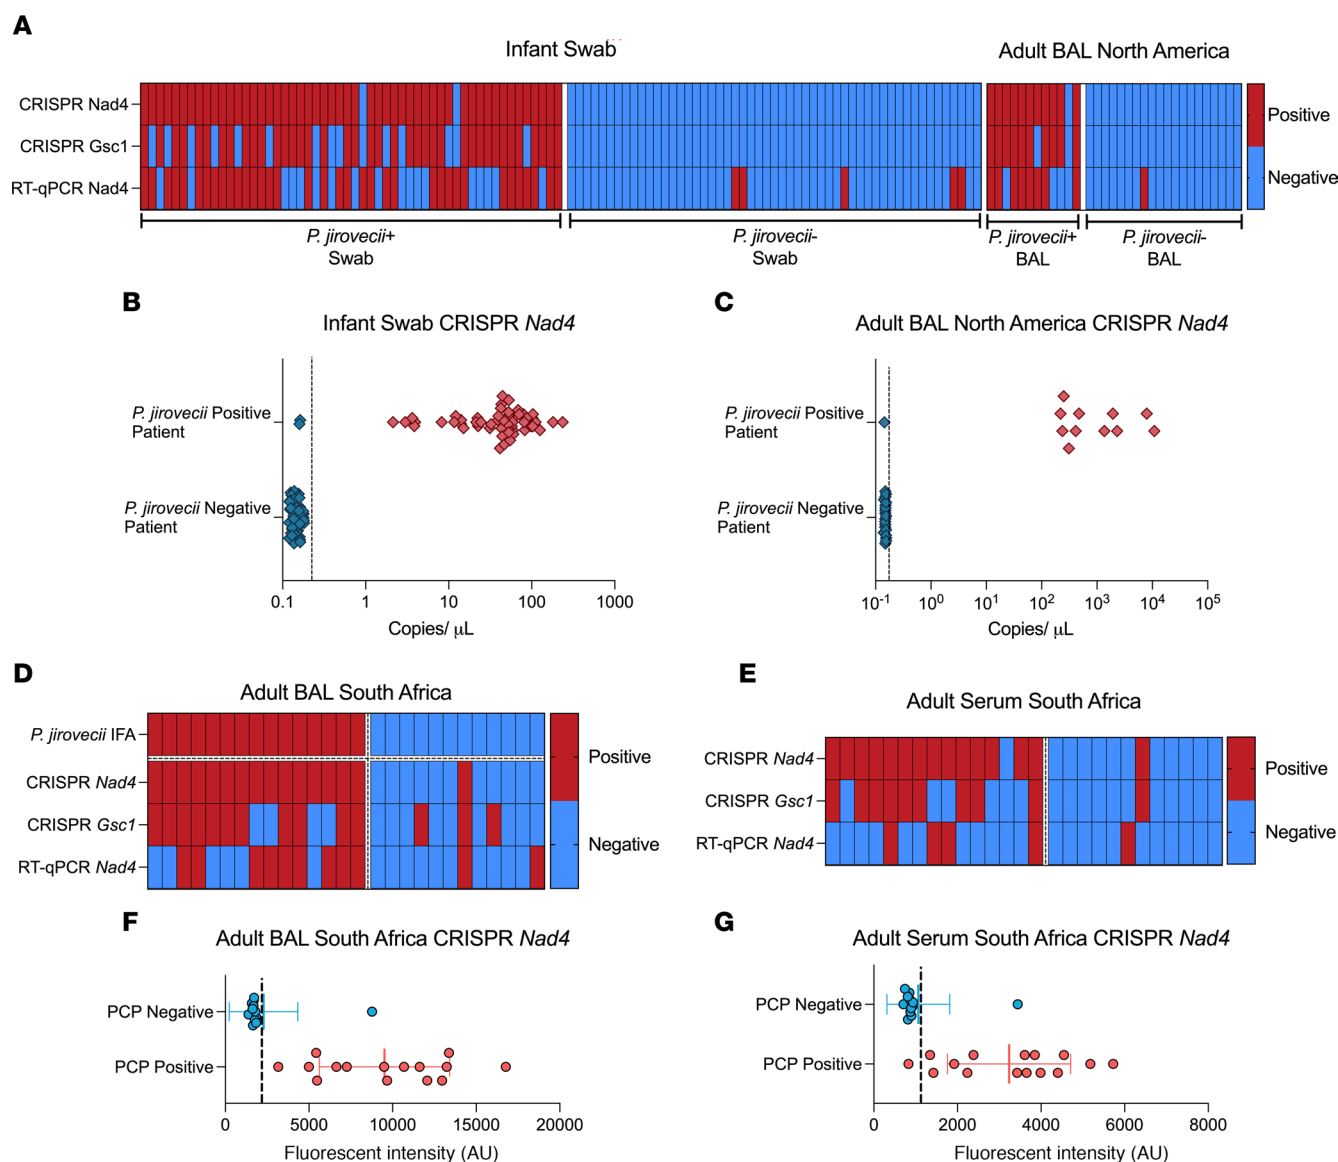 A
Infant Swab
Adult BAL North America
CRISPR Nad4
CRISPR Gsc1
RT-qPCR Nad4
Positive
Negative
P. jirovecii+
Swab
P. jirovecii-
Swab
P. jirovecii+
BAL
P. jirovecii-
BAL
B
Infant Swab CRISPR Nad4
P. jirovecii Positive
Patient
P. jirovecii Negative
Patient
0.1 1 10 100 1000
Copies/ μL
C
Adult BAL North America CRISPR Nad4
P. jirovecii Positive
Patient
P. jirovecii Negative
Patient
10⁻¹ 10⁰ 10¹ 10² 10³ 10⁴ 10⁵
Copies/ μL
D
Adult BAL South Africa
P. jirovecii IFA
CRISPR Nad4
CRISPR Gsc1
RT-qPCR Nad4
Positive
Negative
E
Adult Serum South Africa
CRISPR Nad4
CRISPR Gsc1
RT-qPCR Nad4
Positive
Negative
F
Adult BAL South Africa CRISPR Nad4
PCP Negative
PCP Positive
0 5000 10000 15000 20000
Fluorescent intensity (AU)
G
Adult Serum South Africa CRISPR Nad4
PCP Negative
PCP Positive
0 2000 4000 6000 8000
Fluorescent intensity (AU)